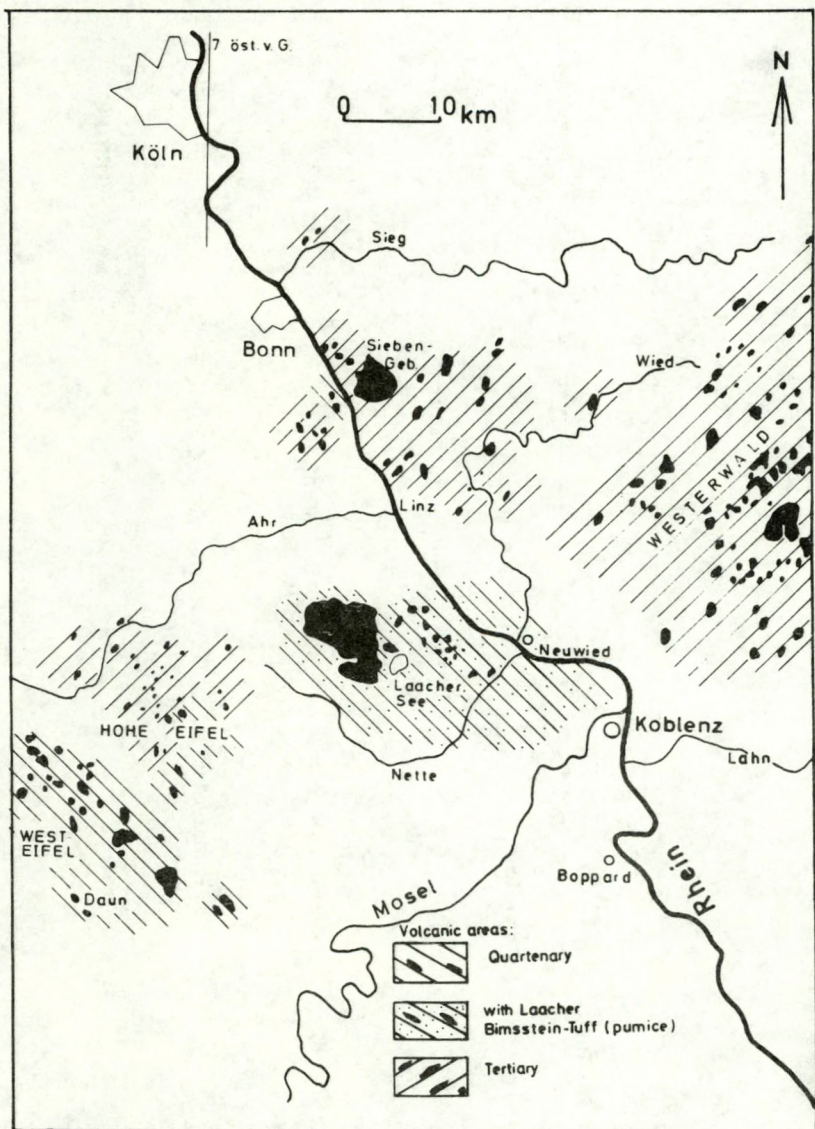 7 öst. v. G.
N
0 10 km
Köln
Sieg
Bonn
Sieben-
Geb.
Wied
WESTERWALD
Linz
Ahr
Neuwied
Laacher
See
HOHE EIFEL
Koblenz
Lahn
Nette
WEST
EIFEL
Boppard
Rhein
Daun
Mosel
Volcanic areas:
Quartenary
with Laacher
Bimsstein-Tuff (pumice)
Tertiary